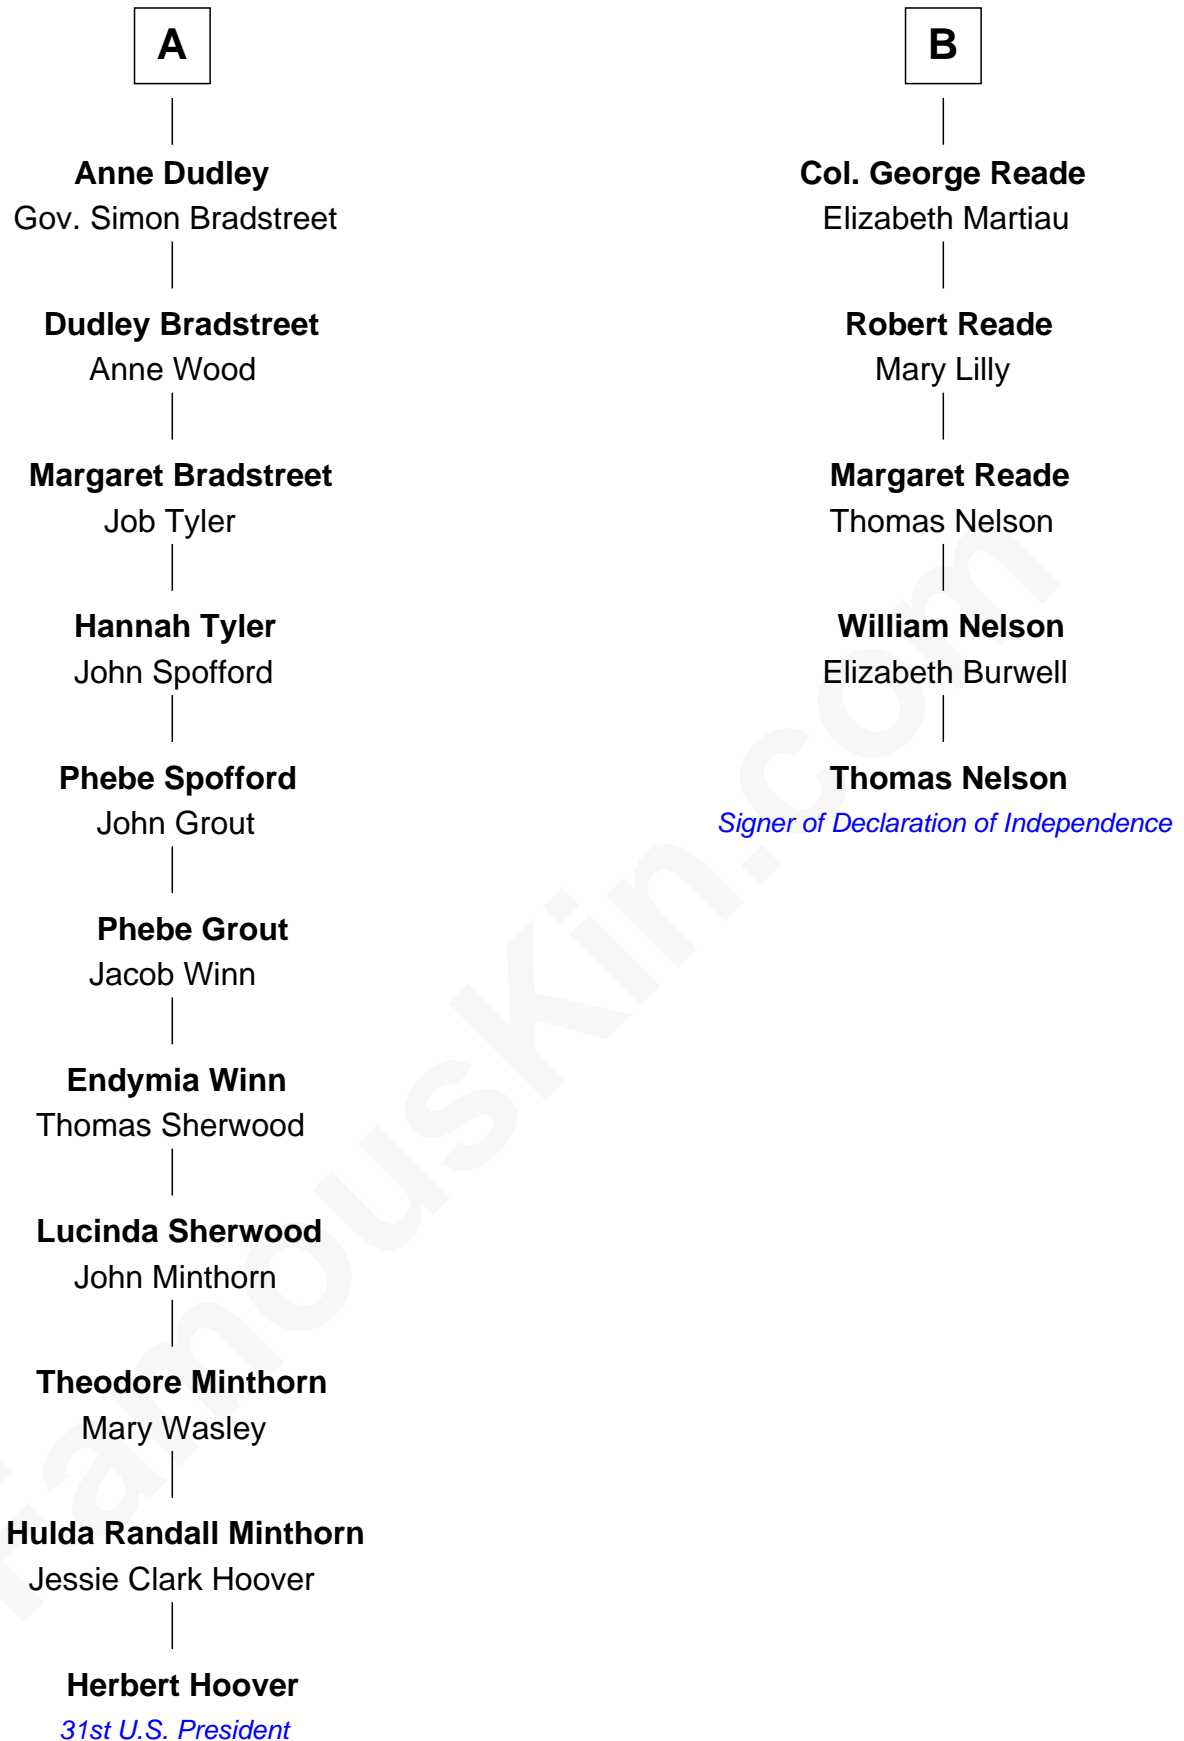 A
Anne Dudley
Gov. Simon Bradstreet
Dudley Bradstreet
Anne Wood
Margaret Bradstreet
Job Tyler
Hannah Tyler
John Spofford
Phebe Spofford
John Grout
Phebe Grout
Jacob Winn
Endymia Winn
Thomas Sherwood
Lucinda Sherwood
John Minthorn
Theodore Minthorn
Mary Wasley
Hulda Randall Minthorn
Jessie Clark Hoover
Herbert Hoover
31st U.S. President
B
Col. George Reade
Elizabeth Martiau
Robert Reade
Mary Lilly
Margaret Reade
Thomas Nelson
William Nelson
Elizabeth Burwell
Thomas Nelson
Signer of Declaration of Independence
FamousKin.com